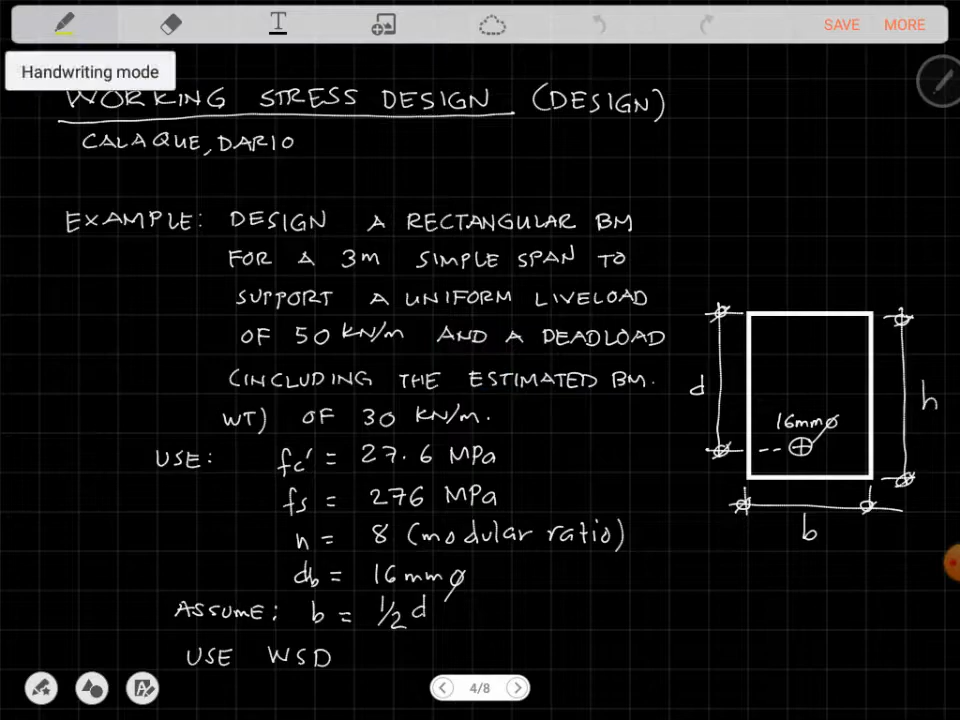 SAVE MORE
Handwriting mode
WORKING STRESS DESIGN (DESIGN)
CALAQUE, DARIO
EXAMPLE: DESIGN A RECTANGULAR BM
FOR A 3m SIMPLE SPAN TO
SUPPORT A UNIFORM LIVELOAD
OF 50 KN/m AND A DEADLOAD
(INCLUDING THE ESTIMATED BM.
WT) OF 30 KN/m.
USE: fc' = 27.6 MPa
fs = 276 MPa
n = 8 (modular ratio)
db = 16mmφ
ASSUME: b = 1/2 d
USE WSD
d
16mmφ
h
b
4/8